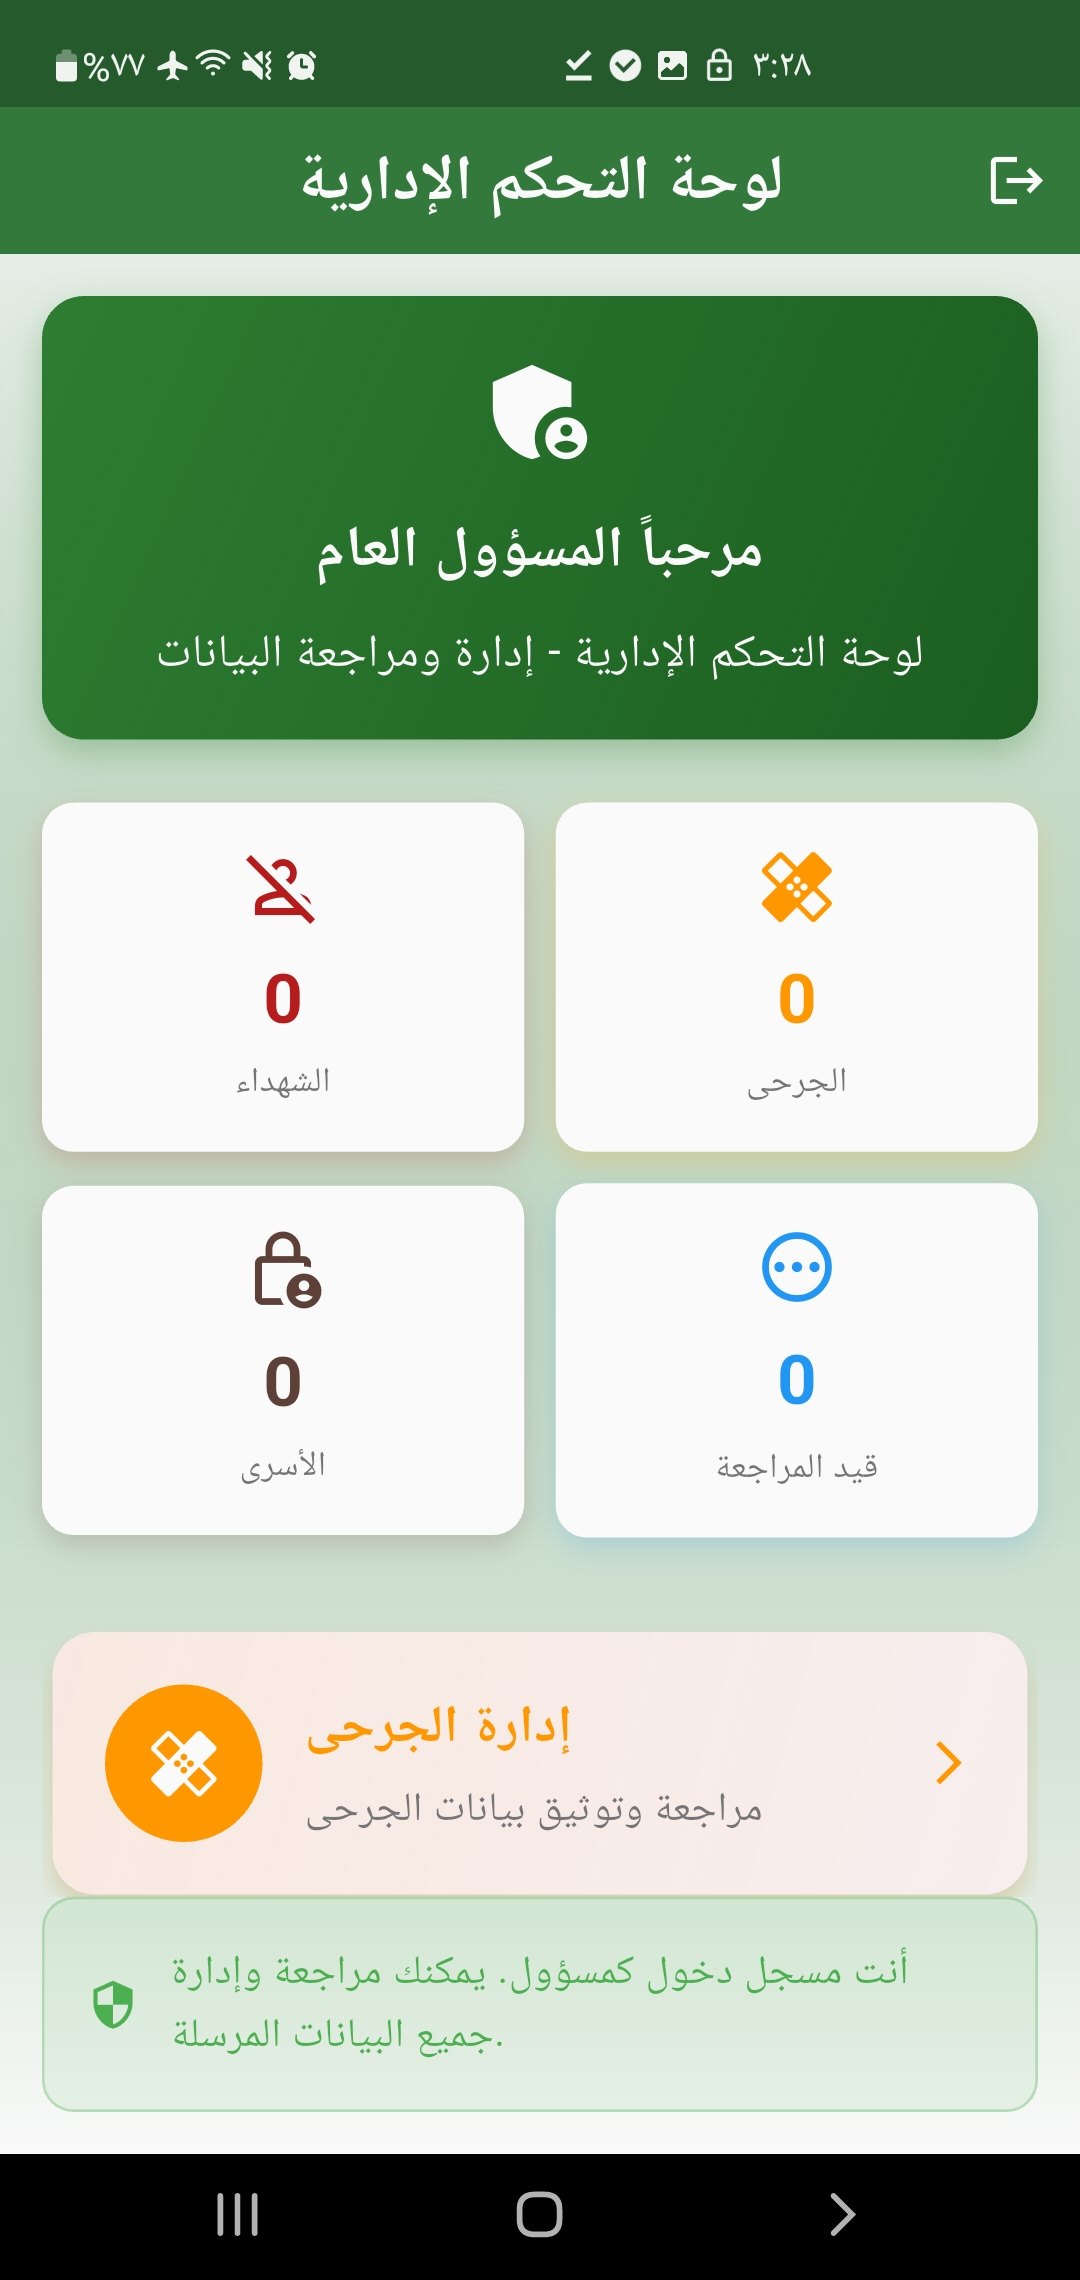 %٧٧
٣:٢٨
لوحة التحكم الإدارية
مرحباً المسؤول العام
لوحة التحكم الإدارية - إدارة ومراجعة البيانات
0
الجرحى
0
الشهداء
0
قيد المراجعة
0
الأسرى
إدارة الجرحى
مراجعة وتوثيق بيانات الجرحى
أنت مسجل دخول كمسؤول. يمكنك مراجعة وإدارة
جميع البيانات المرسلة.